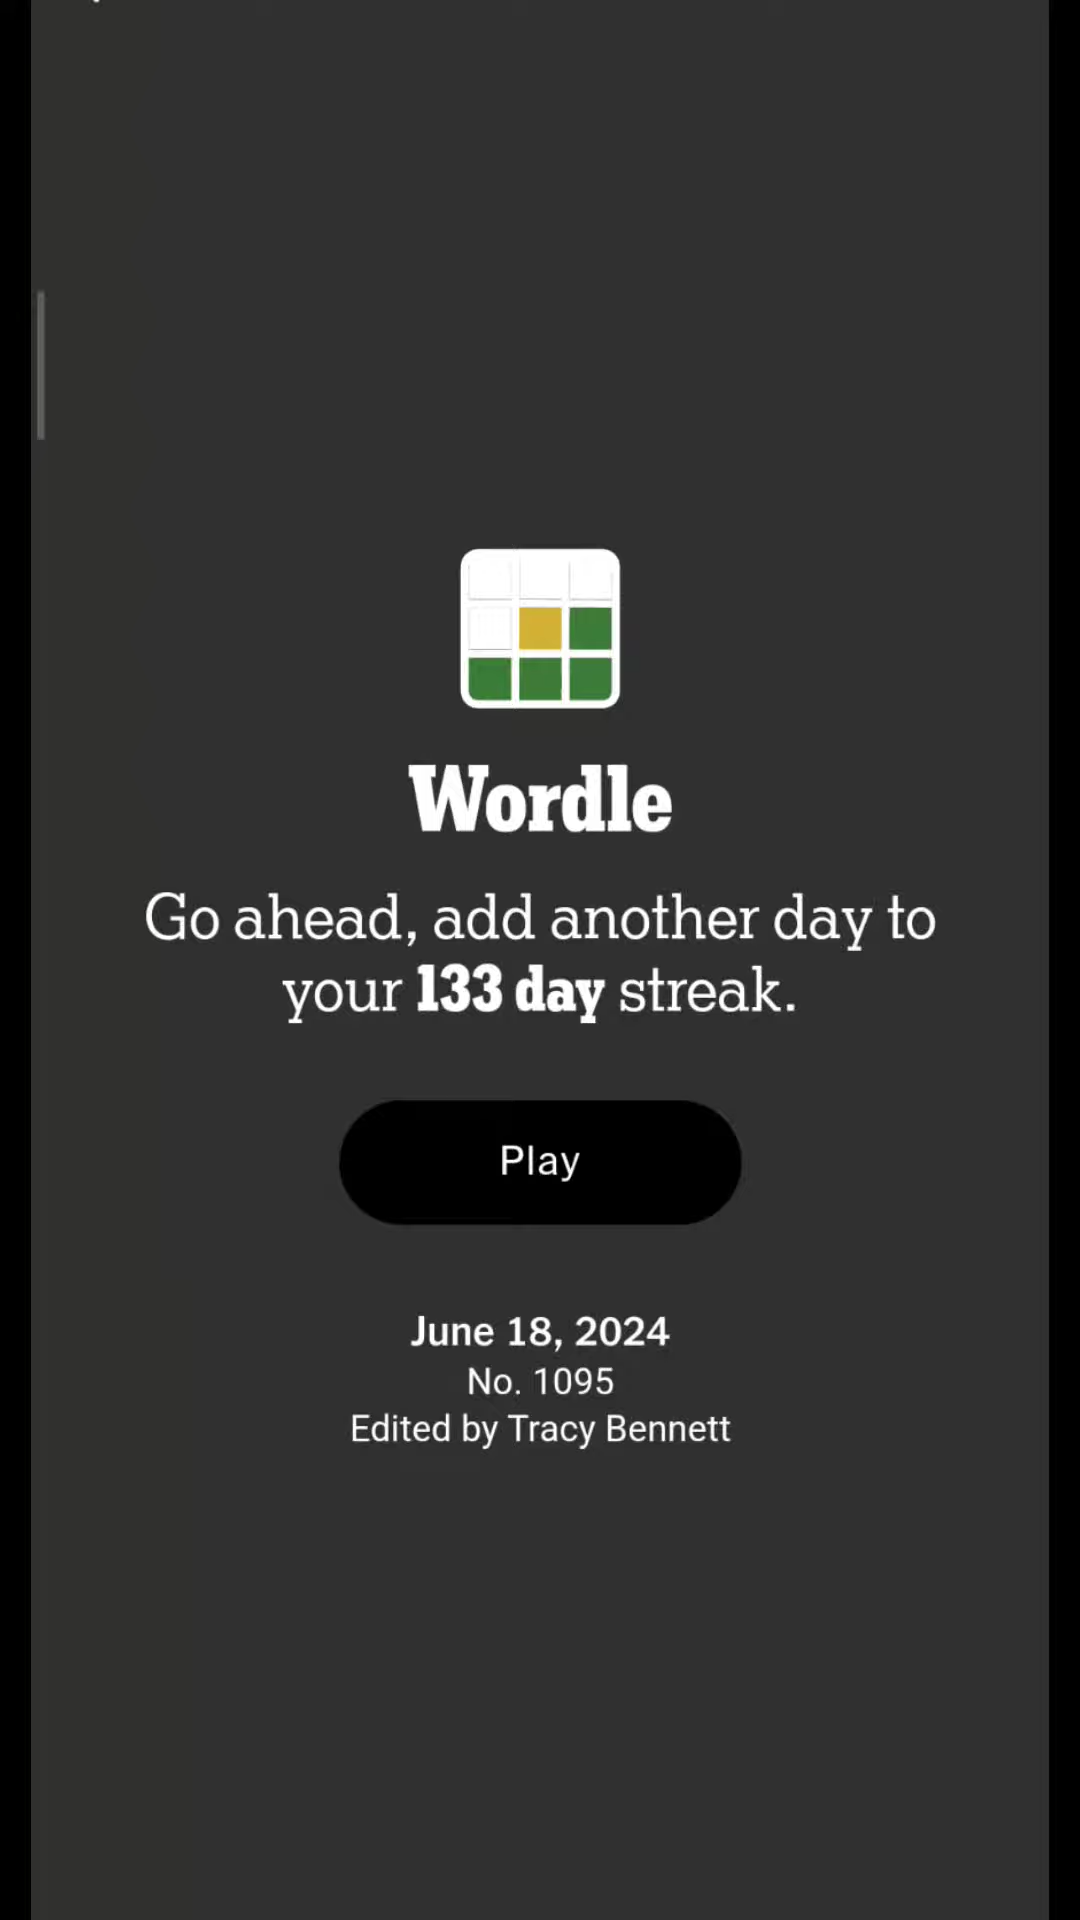 Wordle
Go ahead, add another day to
your 133 day streak.
Play
June 18, 2024
No. 1095
Edited by Tracy Bennett